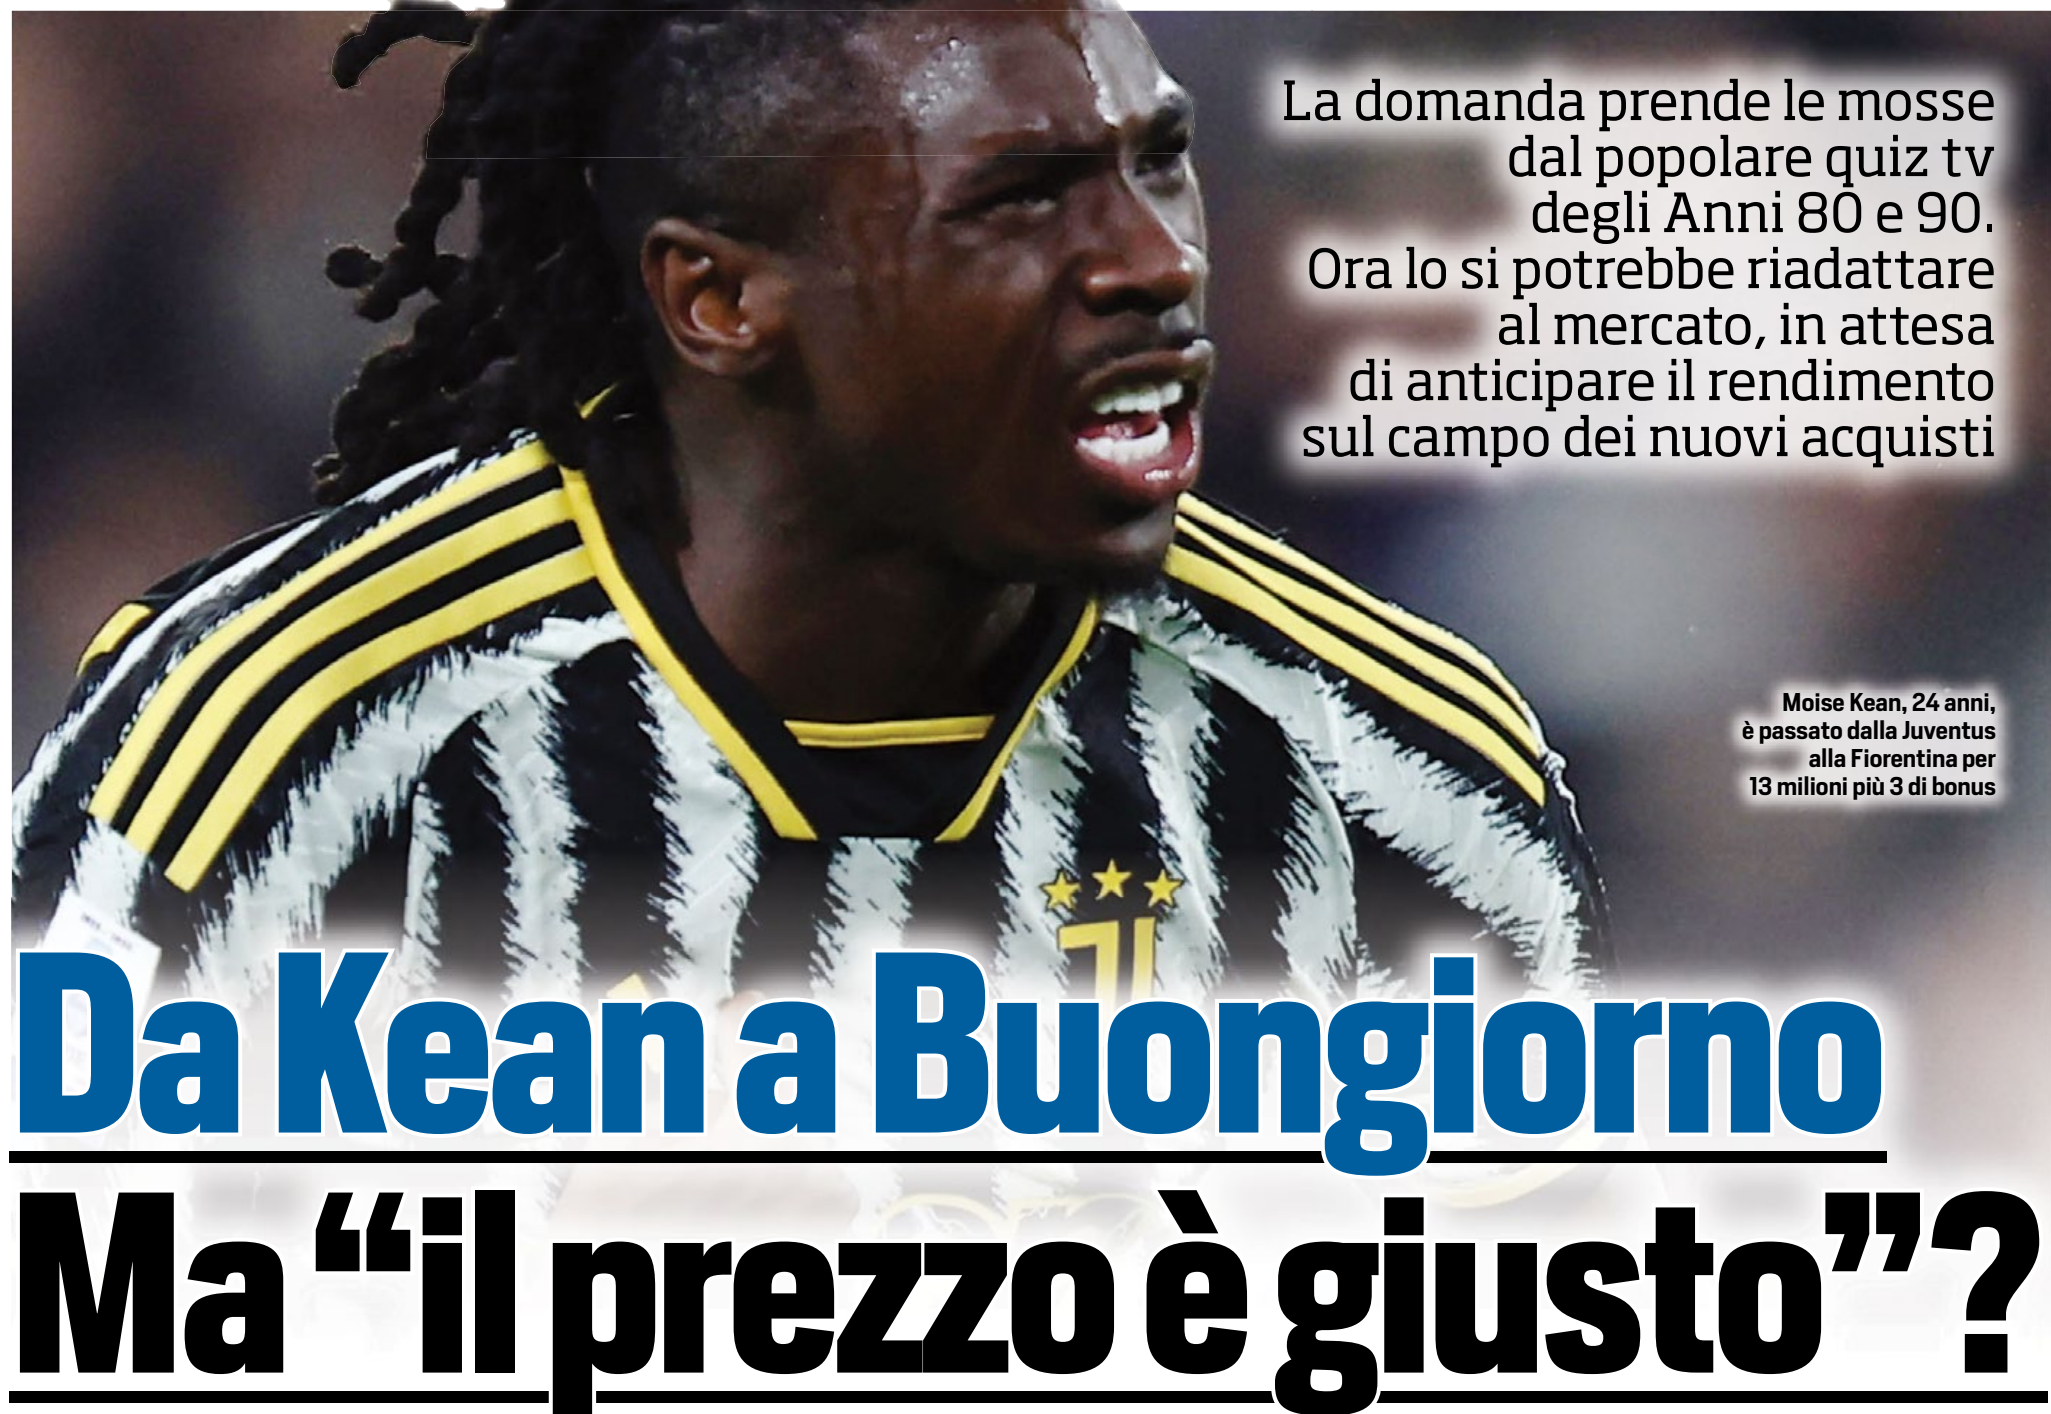 La domanda prende le mosse
dal popolare quiz tv
degli Anni 80 e 90.
Ora lo si potrebbe riadattare
al mercato, in attesa
di anticipare il rendimento
sul campo dei nuovi acquisti
Moise Kean, 24 anni,
è passato dalla Juventus
alla Fiorentina per
13 milioni più 3 di bonus
Da Kean a Buongiorno
Ma “il prezzo è giusto”?